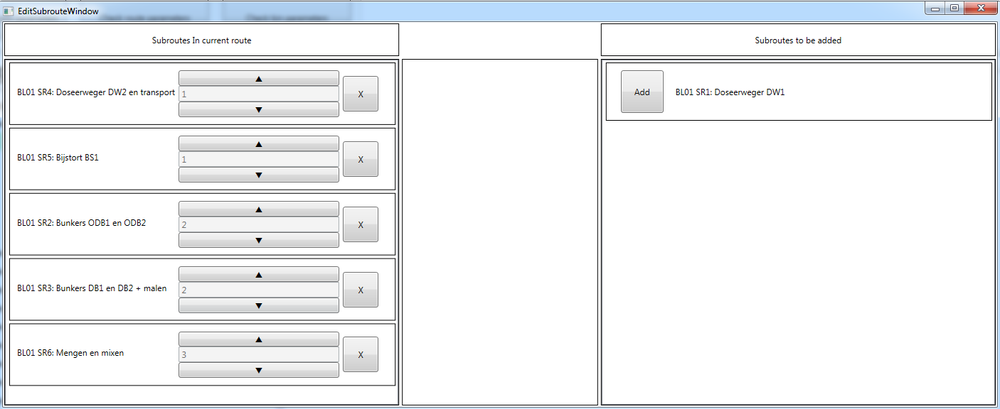 EditSubrouteWindow
Subroutes In current route
Subroutes to be added
BL01 SR4: Doseerweger DW2 en transport
▲
1
▼
X
BL01 SR5: Bijstort BS1
▲
1
▼
X
BL01 SR2: Bunkers ODB1 en ODB2
▲
2
▼
X
BL01 SR3: Bunkers DB1 en DB2 + malen
▲
2
▼
X
BL01 SR6: Mengen en mixen
▲
3
▼
X
Add
BL01 SR1: Doseerweger DW1